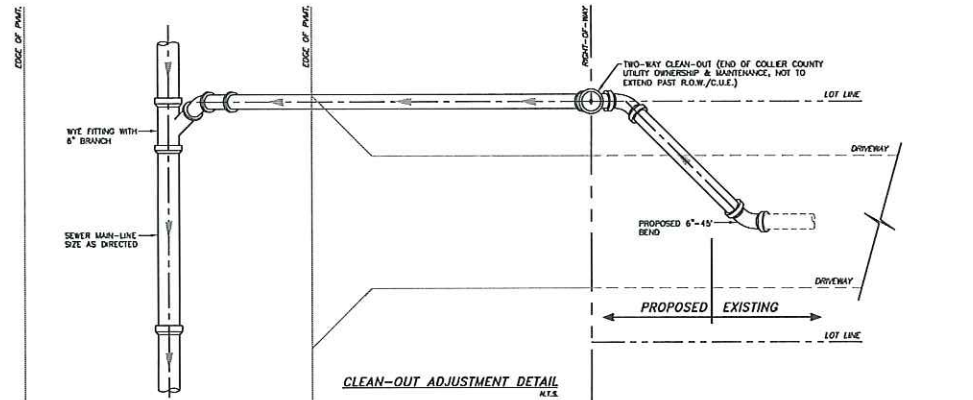 EDGE OF PVMT.
EDGE OF PVMT.
RIGHT-OF-WAY
TWO-WAY CLEAN-OUT (END OF COLLIER COUNTY
UTILITY OWNERSHIP & MAINTENANCE, NOT TO
EXTEND PAST R.O.W./C.U.E.)
LOT LINE
WYE FITTING WITH
6" BRANCH
DRIVEWAY
SEWER MAIN-LINE
SIZE AS DIRECTED
PROPOSED 6"-45°
BEND
DRIVEWAY
PROPOSED EXISTING
LOT LINE
CLEAN-OUT ADJUSTMENT DETAIL
N.T.S.